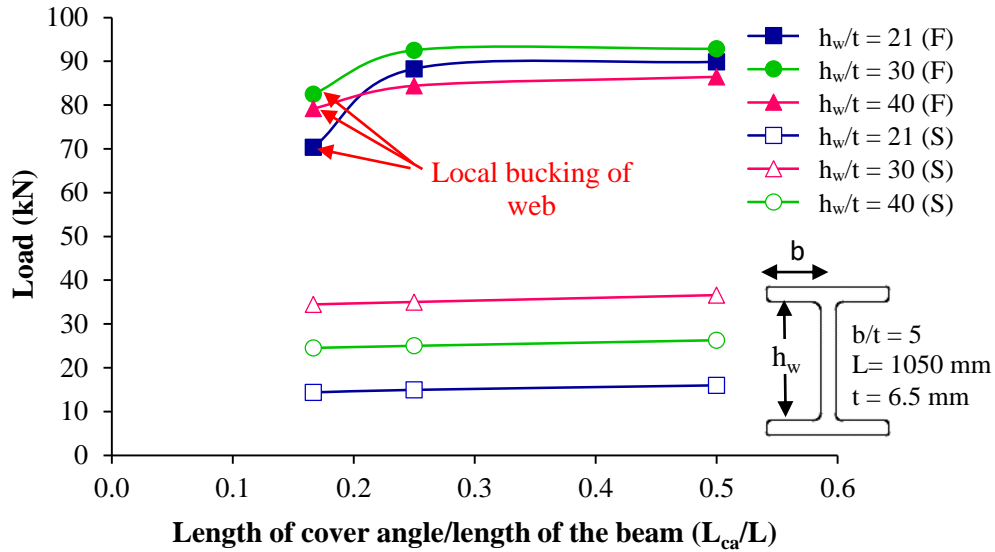 100
90
80
70
60
50
40
30
20
10
0
Load (kN)
0.0 0.1 0.2 0.3 0.4 0.5 0.6
Length of cover angle/length of the beam (Lca/L)
Local bucking of
web
hw/t = 21 (F)
hw/t = 30 (F)
hw/t = 40 (F)
hw/t = 21 (S)
hw/t = 30 (S)
hw/t = 40 (S)
b
hw
b/t = 5
L= 1050 mm
t = 6.5 mm